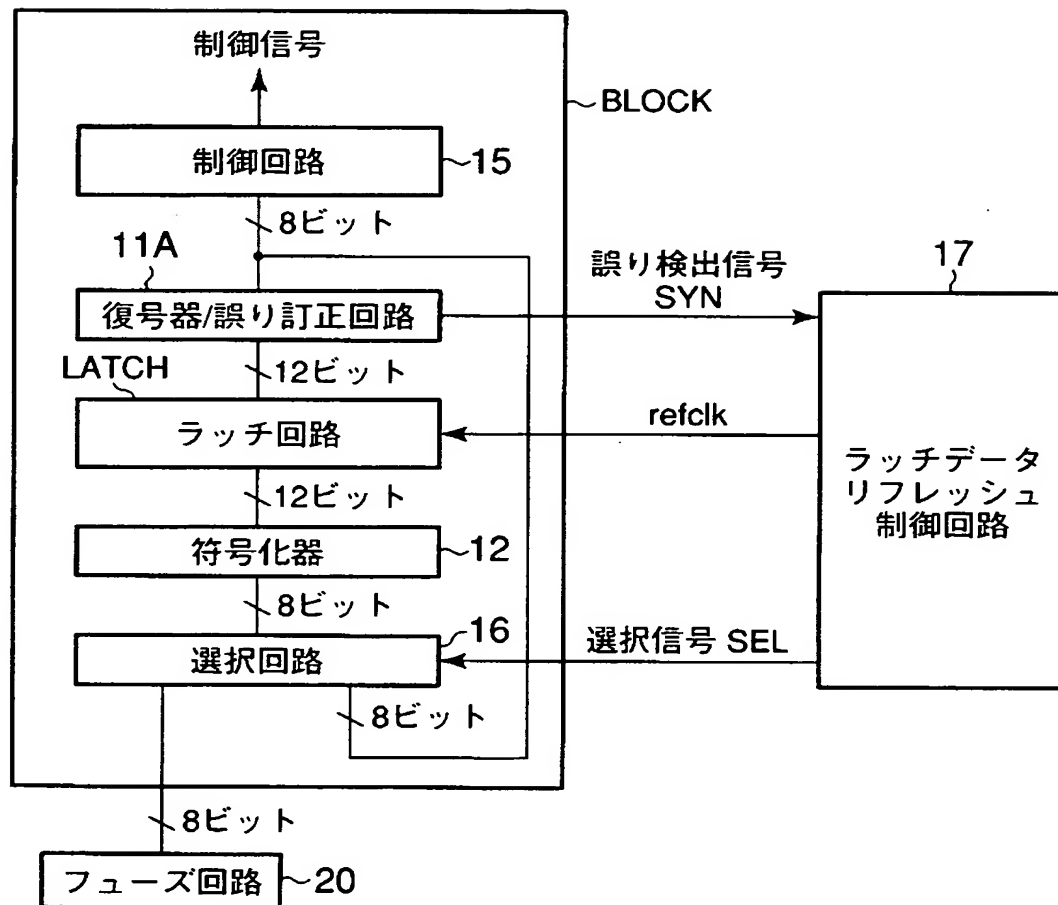 制御信号
BLOCK
制御回路
15
8ビット
11A
誤り検出信号
SYN
17
復号器/誤り訂正回路
LATCH
12ビット
refclk
ラッチ回路
ラッチデータ
リフレッシュ
制御回路
12ビット
符号化器
12
8ビット
16
選択信号 SEL
選択回路
8ビット
8ビット
フューズ回路
20